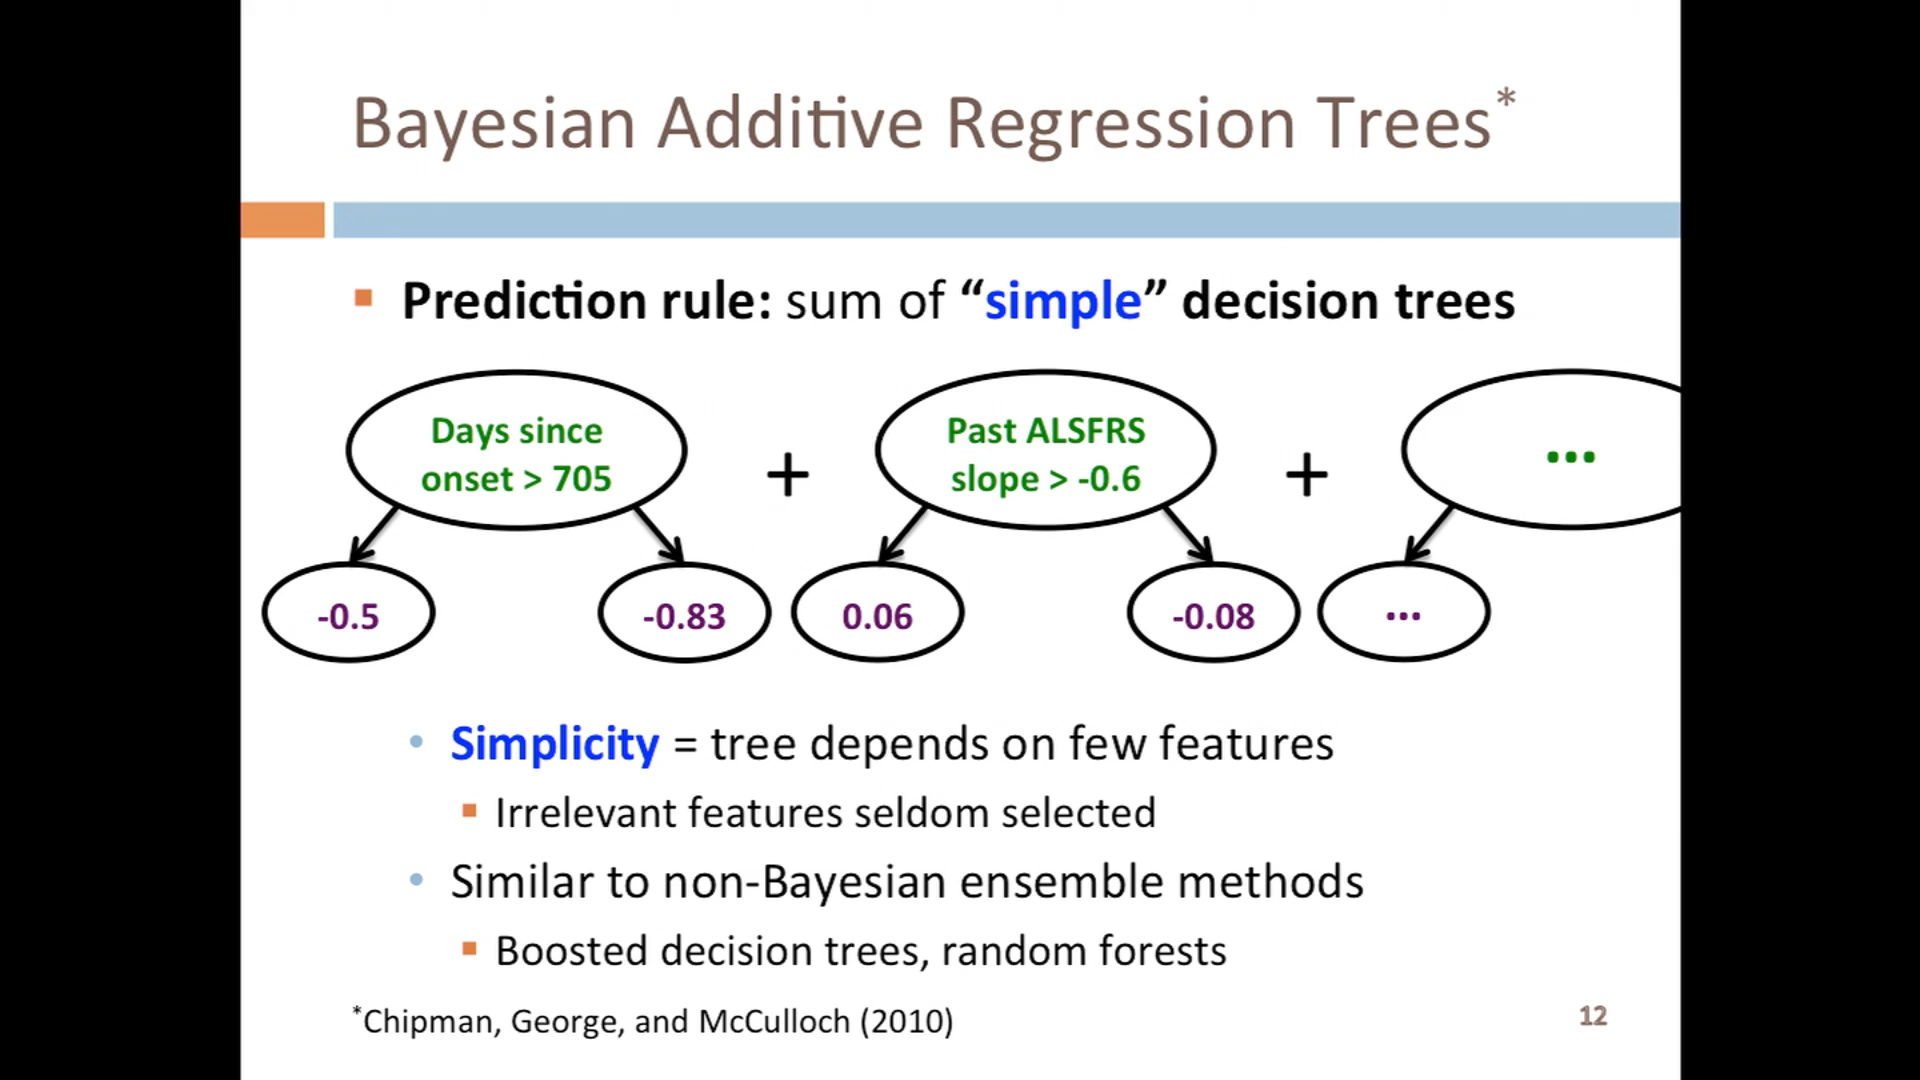 Bayesian Additive Regression Trees*
▪ Prediction rule: sum of “simple” decision trees
Days since
onset > 705
+
Past ALSFRS
slope > -0.6
+
...
-0.5
-0.83
0.06
-0.08
...
• Simplicity = tree depends on few features
▪ Irrelevant features seldom selected
• Similar to non-Bayesian ensemble methods
▪ Boosted decision trees, random forests
*Chipman, George, and McCulloch (2010)
12